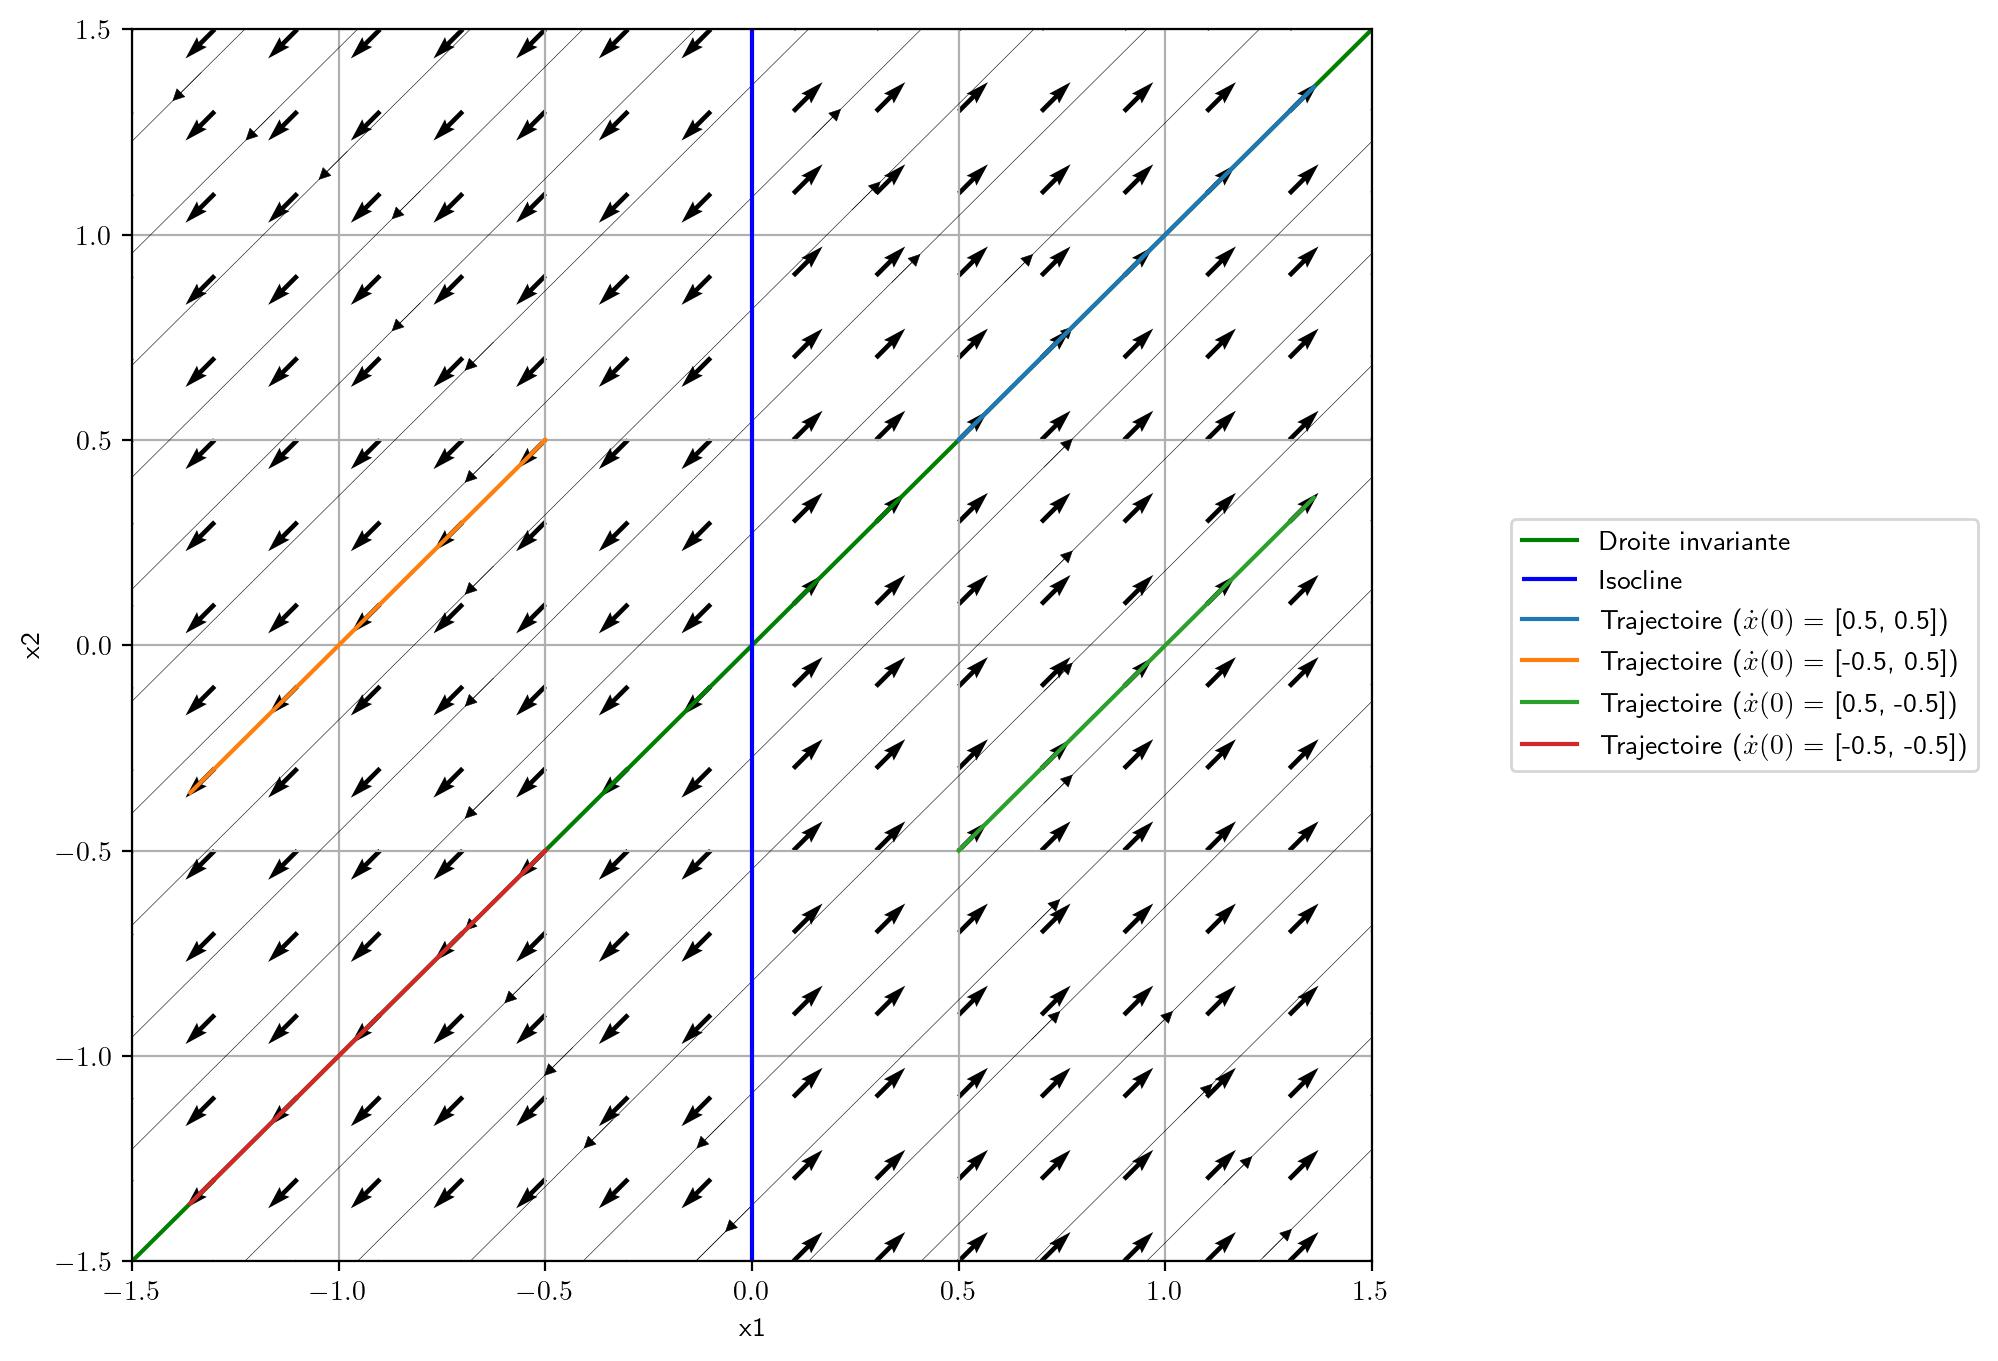 1.5
1.0
0.5
0.0
−0.5
−1.0
−1.5
x2
−1.5 −1.0 −0.5 0.0 0.5 1.0 1.5
x1
Droite invariante
Isocline
Trajectoire (ẋ(0) = [0.5, 0.5])
Trajectoire (ẋ(0) = [-0.5, 0.5])
Trajectoire (ẋ(0) = [0.5, -0.5])
Trajectoire (ẋ(0) = [-0.5, -0.5])